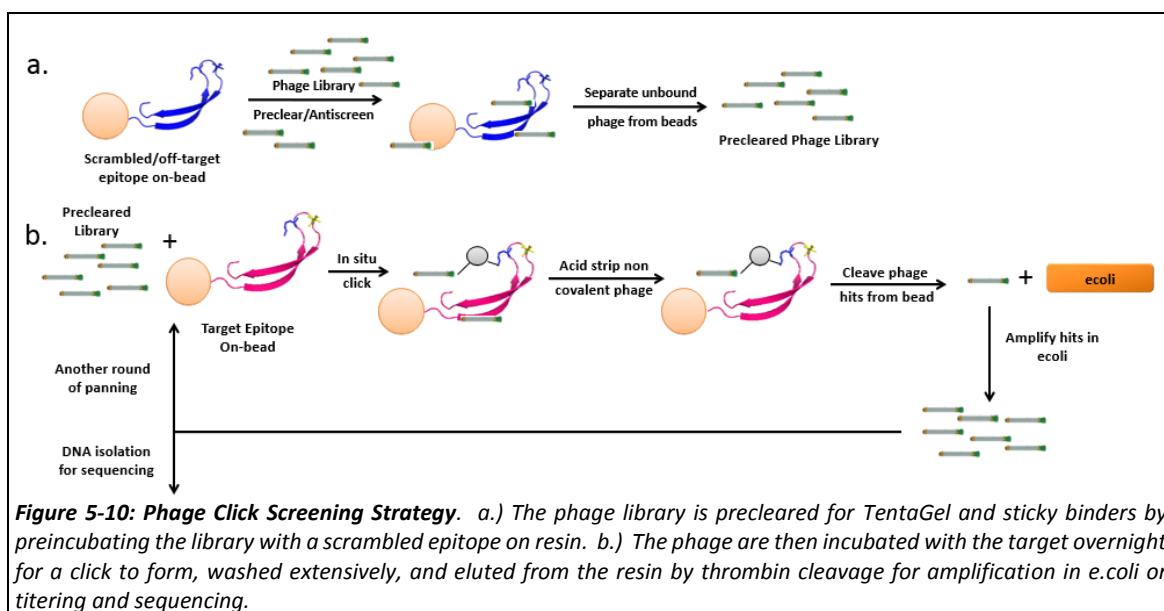 a.
Phage Library
Preclear/Antiscreen
Scrambled/off-target
epitope on-bead
Separate unbound
phage from beads
Precleared Phage Library
b.
Precleared
Library
+
Target Epitope
On-bead
In situ
click
Acid strip non
covalent phage
Cleave phage
hits from bead
+
ecoli
Amplify hits in
ecoli
Another round
of panning
DNA isolation
for sequencing
Figure 5-10: Phage Click Screening Strategy. a.) The phage library is precleared for TentaGel and sticky binders by
preincubating the library with a scrambled epitope on resin. b.) The phage are then incubated with the target overnight
for a click to form, washed extensively, and eluted from the resin by thrombin cleavage for amplification in e.coli or
titering and sequencing.